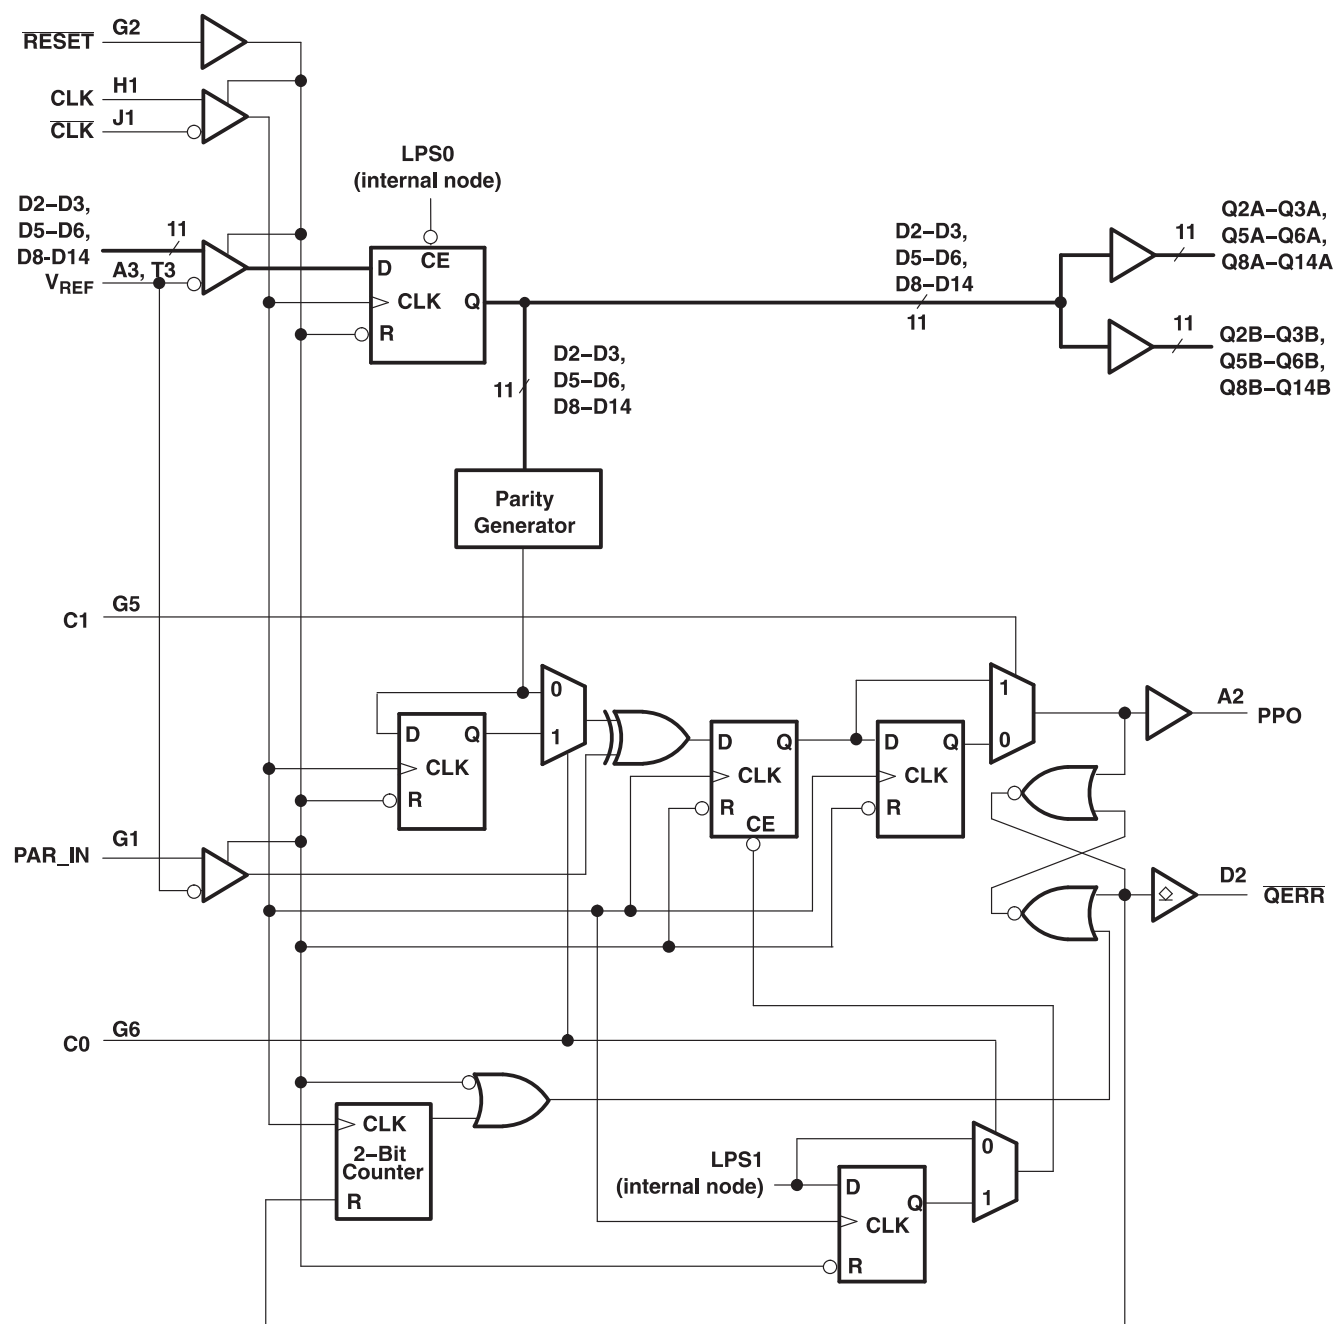 RESET G2
CLK H1
CLK J1
LPS0
(internal node)
D2–D3,
D5–D6,
D8-D14
11
VREF A3, T3
D
CE
CLK
Q
R
D2–D3,
D5–D6,
D8–D14
11
11
Q2A–Q3A,
Q5A–Q6A,
Q8A–Q14A
11
Q2B–Q3B,
Q5B–Q6B,
Q8B–Q14B
11
D2–D3,
D5–D6,
D8–D14
Parity
Generator
C1 G5
0
1
D
Q
CLK
R
D
Q
CLK
R
CE
D
Q
CLK
R
1
0
A2
PPO
PAR_IN G1
D2
QERR
C0 G6
CLK
2–Bit
Counter
R
LPS1
(internal node)
D
Q
CLK
R
0
1